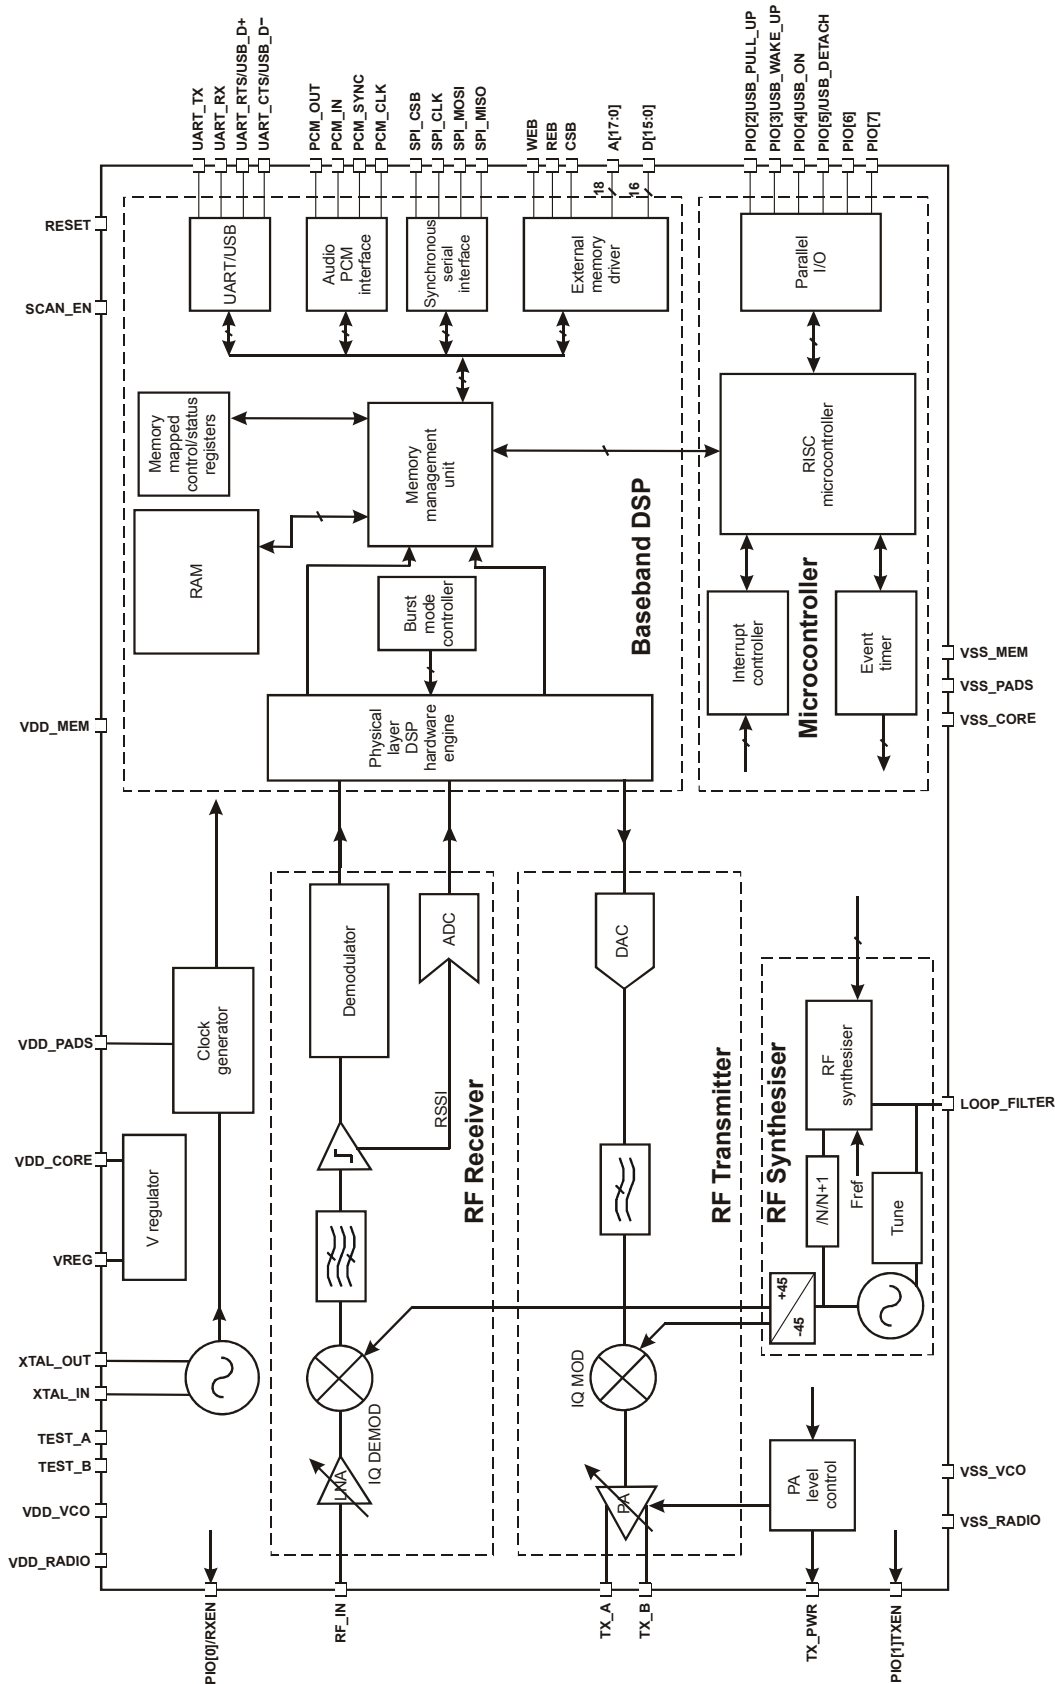 UART_TX
UART_RX
UART_RTS/USB_D+
UART_CTS/USB_D-
PCM_OUT
PCM_IN
PCM_SYNC
PCM_CLK
SPI_CSB
SPI_CLK
SPI_MOSI
SPI_MISO
WEB
REB
CSB
A[17:0]
D[15:0]
PIO[2]USB_PULL_UP
PIO[3]USB_WAKE_UP
PIO[4]USB_ON
PIO[5]/USB_DETACH
PIO[6]
PIO[7]
18
16
RESET
SCAN_EN
UART/USB
Audio
PCM
interface
Synchronous
serial
interface
External
memory
driver
Parallel
I/O
Memory
mapped
control/status
registers
Memory
management
unit
RISC
microcontroller
RAM
Burst
mode
controller
Baseband DSP
Interrupt
controller
Microcontroller
Event
timer
VSS_MEM
VSS_PADS
VSS_CORE
VDD_MEM
Physical
layer
DSP
hardware
engine
VDD_PADS
Clock
generator
Demodulator
ADC
DAC
RSSI
RF Receiver
RF Transmitter
RF Synthesiser
RF
synthesiser
LOOP_FILTER
VDD_CORE
VREG
V regulator
/N/N+1
Fref
Tune
+45
-45
XTAL_OUT
XTAL_IN
TEST_A
TEST_B
VDD_VCO
VDD_RADIO
IQ DEMOD
IQ MOD
LNA
PA
PA
level
control
VSS_VCO
VSS_RADIO
PIO[0]/RXEN
RF_IN
TX_A
TX_B
TX_PWR
PIO[1]TXEN